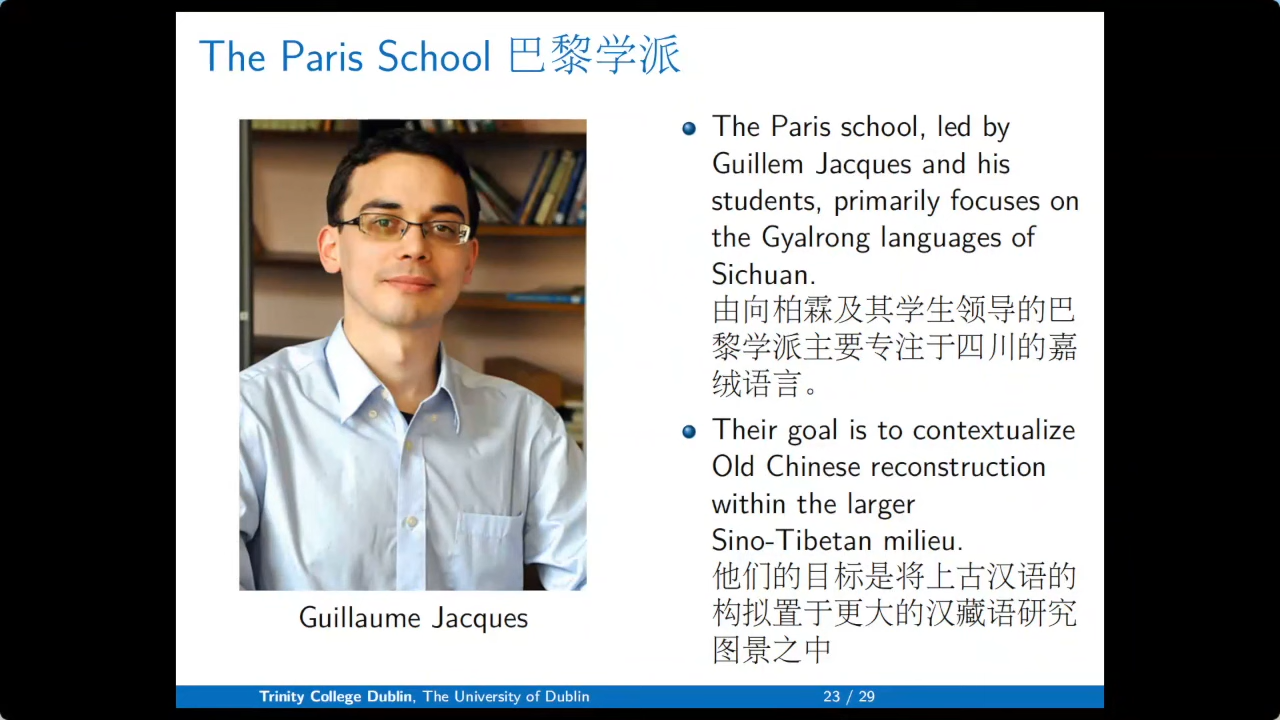 The Paris School 巴黎学派
Guillaume Jacques
The Paris school, led by
Guillem Jacques and his
students, primarily focuses on
the Gyalrong languages of
Sichuan.
由向柏霖及其学生领导的巴
黎学派主要专注于四川的嘉
绒语言。
Their goal is to contextualize
Old Chinese reconstruction
within the larger
Sino-Tibetan milieu.
他们的目标是将上古汉语的
构拟置于更大的汉藏语研究
图景之中
Trinity College Dublin, The University of Dublin
23 / 29